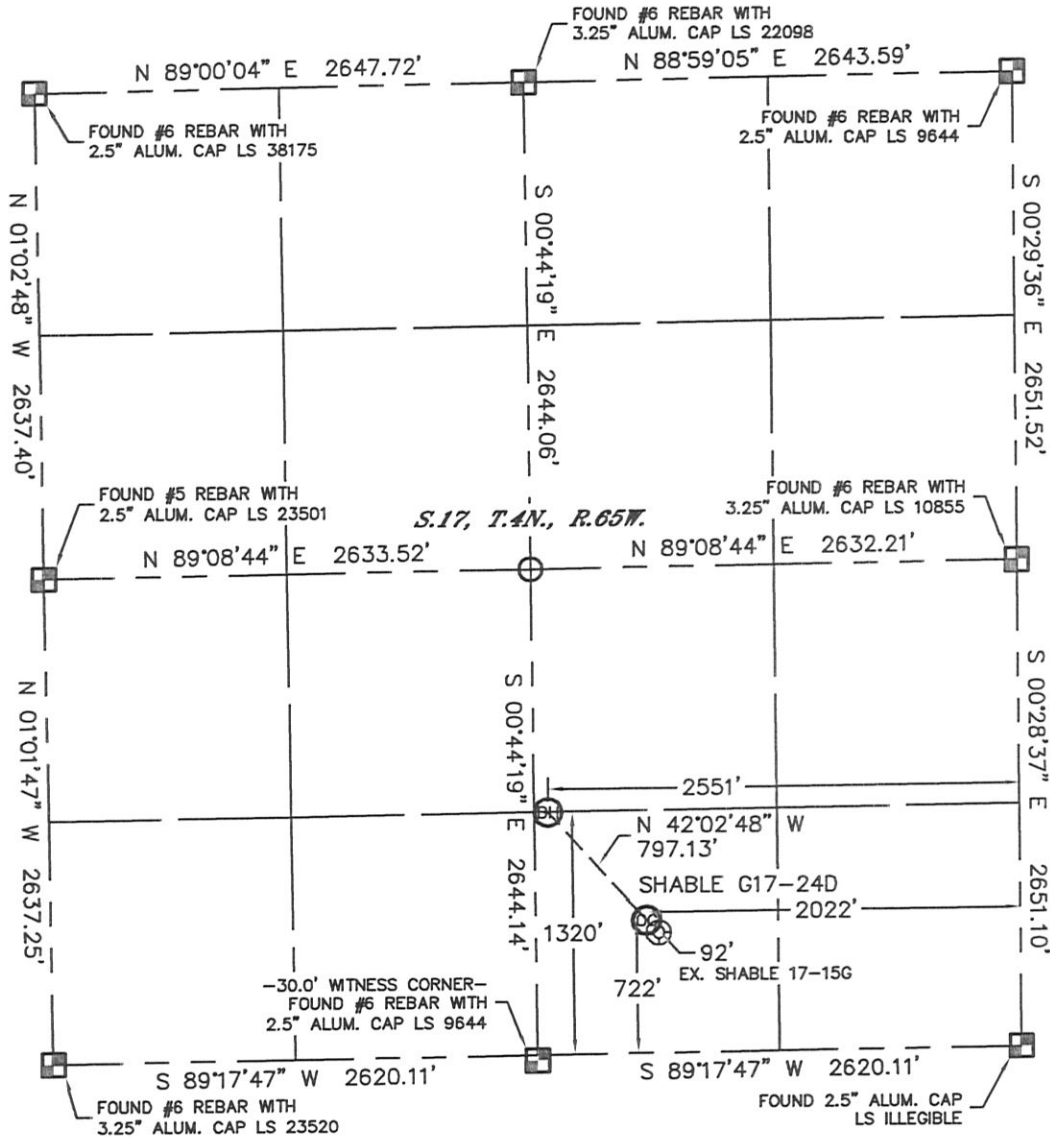 FOUND #6 REBAR WITH
3.25" ALUM. CAP LS 22098
N 89°00'04" E 2647.72'
N 88°59'05" E 2643.59'
FOUND #6 REBAR WITH
2.5" ALUM. CAP LS 38175
FOUND #6 REBAR WITH
2.5" ALUM. CAP LS 9644
N 01°02'48" W 2637.40'
S 00°44'19" E 2644.06'
S 00°29'36" E 2651.52'
FOUND #5 REBAR WITH
2.5" ALUM. CAP LS 23501
S.17, T.4N., R.65W.
FOUND #6 REBAR WITH
3.25" ALUM. CAP LS 10855
N 89°08'44" E 2633.52'
N 89°08'44" E 2632.21'
N 01°01'47" W 2637.25'
S 00°44'19" E 2644.14'
S 00°28'37" E 2651.10'
2551'
N 42°02'48" W
797.13'
SHABLE G17-24D
2022'
1320'
92'
EX. SHABLE 17-15G
722'
-30.0' WITNESS CORNER-
FOUND #6 REBAR WITH
2.5" ALUM. CAP LS 9644
S 89°17'47" W 2620.11'
S 89°17'47" W 2620.11'
FOUND #6 REBAR WITH
3.25" ALUM. CAP LS 23520
FOUND 2.5" ALUM. CAP
LS ILLEGIBLE